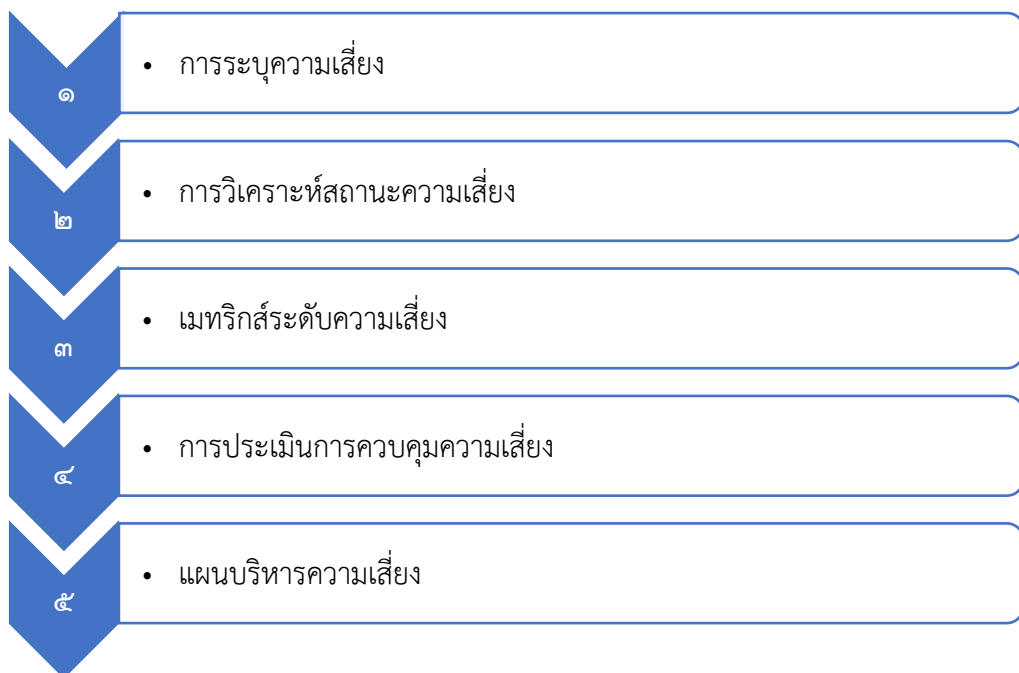 ๑
• การระบุความเสี่ยง
๒
• การวิเคราะห์สถานะความเสี่ยง
๓
• เมทริกส์ระดับความเสี่ยง
๔
• การประเมินการควบคุมความเสี่ยง
๕
• แผนบริหารความเสี่ยง